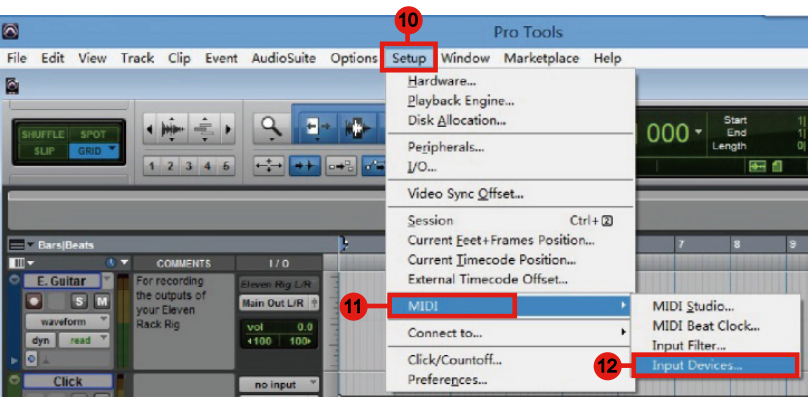 10
Pro Tools
File Edit View Track Clip Event AudioSuite Options Setup Window Marketplace Help
Hardware...
Playback Engine...
Disk Allocation...
Peripherals...
I/O...
Video Sync Offset...
Session Ctrl+2
Current Feet+Frames Position...
Current Timecode Position...
External Timecode Offset...
11
MIDI
Connect to...
Click/Countoff...
Preferences...
MIDI Studio...
MIDI Beat Clock...
Input Filter...
12
Input Devices...
SHUFFLE SPOT
SLIP GRID
1 2 3 4 5
000
Start
End
Length
Bars|Beats
7 8 9
COMMENTS
I / O
E. Guitar
S M
waveform
dyn read
For recording
the outputs of
your Eleven
Rack Rig
Eleven Rig L/R
Main Out L/R
vol 0.0
100 100
Click
no input